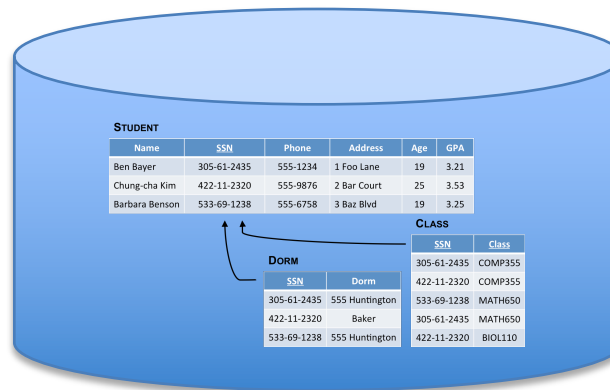 STUDENT
Name SSN Phone Address Age GPA
Ben Bayer 305-61-2435 555-1234 1 Foo Lane 19 3.21
Chung-cha Kim 422-11-2320 555-9876 2 Bar Court 25 3.53
Barbara Benson 533-69-1238 555-6758 3 Baz Blvd 19 3.25
CLASS
SSN Class
305-61-2435 COMP355
422-11-2320 COMP355
533-69-1238 MATH650
305-61-2435 MATH650
422-11-2320 BIOL110
DORM
SSN Dorm
305-61-2435 555 Huntington
422-11-2320 Baker
533-69-1238 555 Huntington